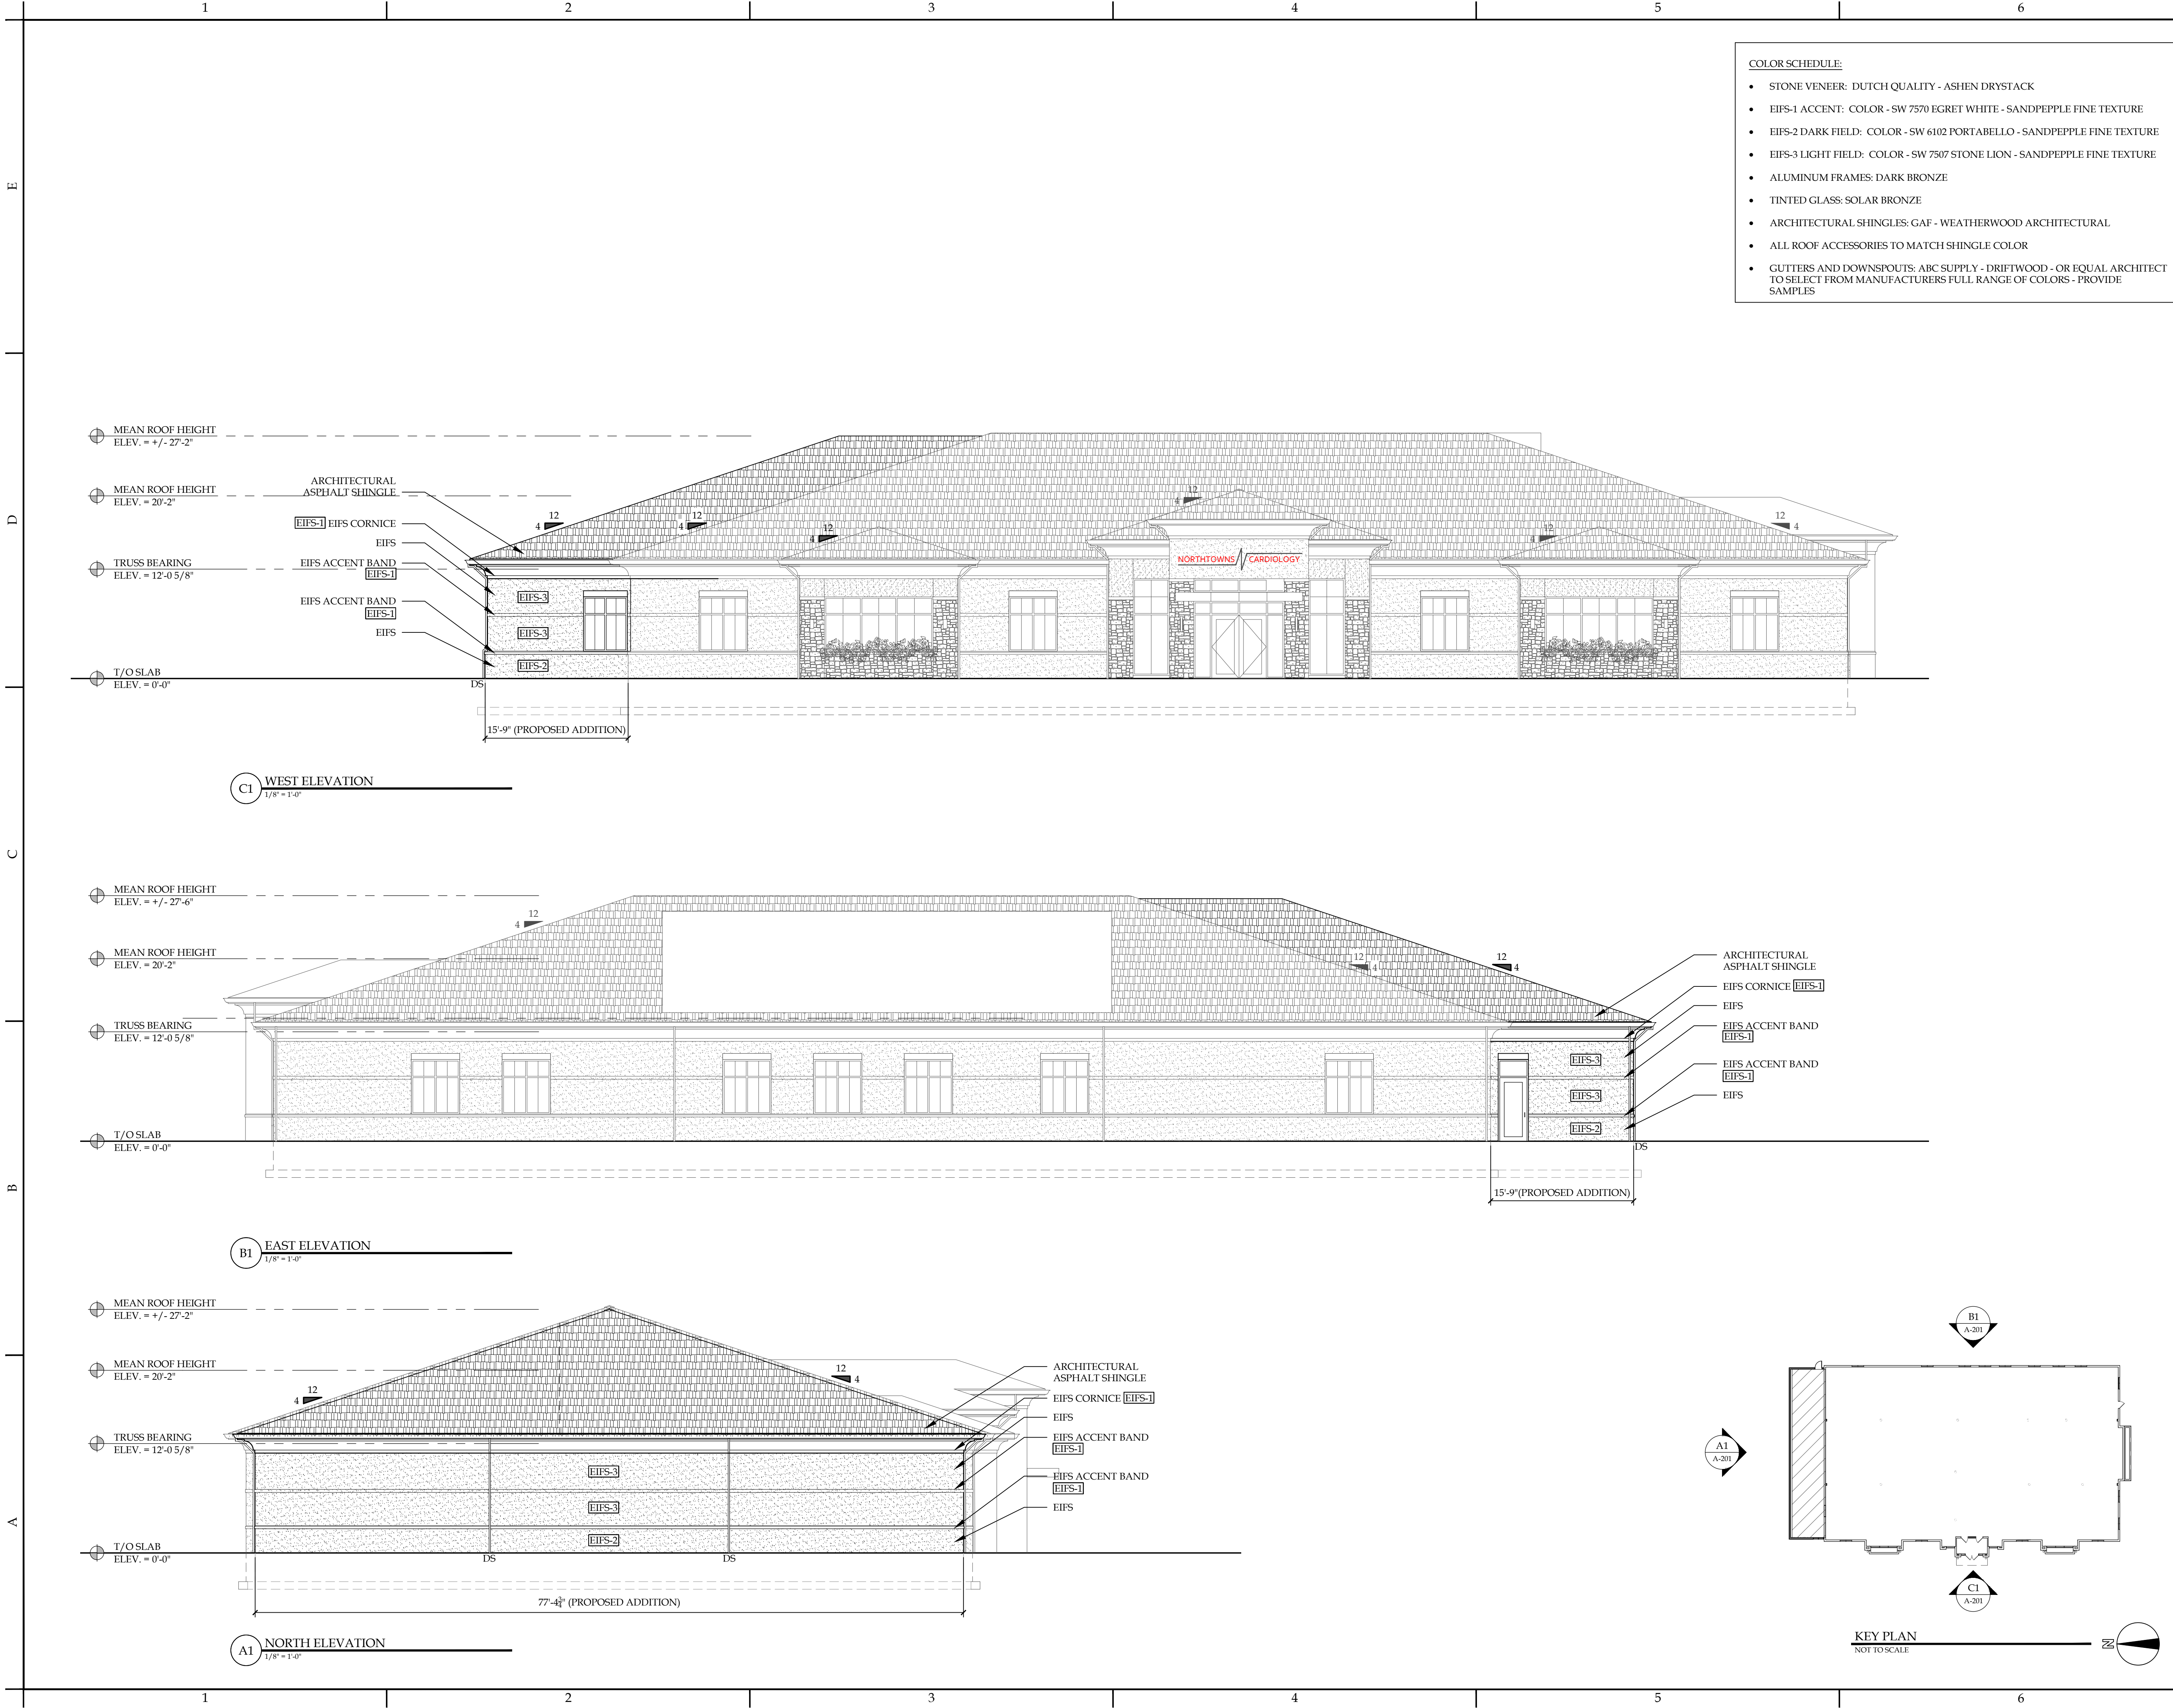 1 2 3 4 5 6
E
D
C
B
A
COLOR SCHEDULE:
• STONE VENEER: DUTCH QUALITY - ASHEN DRYSTACK
• EIFS-1 ACCENT: COLOR - SW 7570 EGRET WHITE - SANDPEPPLE FINE TEXTURE
• EIFS-2 DARK FIELD: COLOR - SW 6102 PORTABELLO - SANDPEPPLE FINE TEXTURE
• EIFS-3 LIGHT FIELD: COLOR - SW 7507 STONE LION - SANDPEPPLE FINE TEXTURE
• ALUMINUM FRAMES: DARK BRONZE
• TINTED GLASS: SOLAR BRONZE
• ARCHITECTURAL SHINGLES: GAF - WEATHERWOOD ARCHITECTURAL
• ALL ROOF ACCESSORIES TO MATCH SHINGLE COLOR
• GUTTERS AND DOWNSPOUTS: ABC SUPPLY - DRIFTWOOD - OR EQUAL ARCHITECT
TO SELECT FROM MANUFACTURERS FULL RANGE OF COLORS - PROVIDE
SAMPLES
MEAN ROOF HEIGHT
ELEV. = +/- 27'-2"
MEAN ROOF HEIGHT
ELEV. = 20'-2"
TRUSS BEARING
ELEV. = 12'-0 5/8"
T/O SLAB
ELEV. = 0'-0"
ARCHITECTURAL
ASPHALT SHINGLE
EIFS-1 EIFS CORNICE
EIFS
EIFS ACCENT BAND
EIFS-1
EIFS ACCENT BAND
EIFS-1
EIFS
12
4
12
4
12
4
12
4
12
4
12
4
NORTHTOWNS CARDIOLOGY
EIFS-3
EIFS-3
EIFS-2
DS
15'-9" (PROPOSED ADDITION)
C1 WEST ELEVATION
1/8" = 1'-0"
MEAN ROOF HEIGHT
ELEV. = +/- 27'-6"
MEAN ROOF HEIGHT
ELEV. = 20'-2"
TRUSS BEARING
ELEV. = 12'-0 5/8"
T/O SLAB
ELEV. = 0'-0"
12
4
12
4
12
4
ARCHITECTURAL
ASPHALT SHINGLE
EIFS CORNICE EIFS-1
EIFS
EIFS ACCENT BAND
EIFS-1
EIFS ACCENT BAND
EIFS-1
EIFS
EIFS-3
EIFS-3
EIFS-2
DS
15'-9"(PROPOSED ADDITION)
B1 EAST ELEVATION
1/8" = 1'-0"
MEAN ROOF HEIGHT
ELEV. = +/- 27'-2"
MEAN ROOF HEIGHT
ELEV. = 20'-2"
TRUSS BEARING
ELEV. = 12'-0 5/8"
T/O SLAB
ELEV. = 0'-0"
12
4
12
4
ARCHITECTURAL
ASPHALT SHINGLE
EIFS CORNICE EIFS-1
EIFS
EIFS ACCENT BAND
EIFS-1
EIFS ACCENT BAND
EIFS-1
EIFS
EIFS-3
EIFS-3
EIFS-2
DS DS
(PROPOSED ADDITION)
A1 NORTH ELEVATION
1/8" = 1'-0"
B1
A-201
A1
A-201
C1
A-201
KEY PLAN
NOT TO SCALE
N
1 2 3 4 5 6